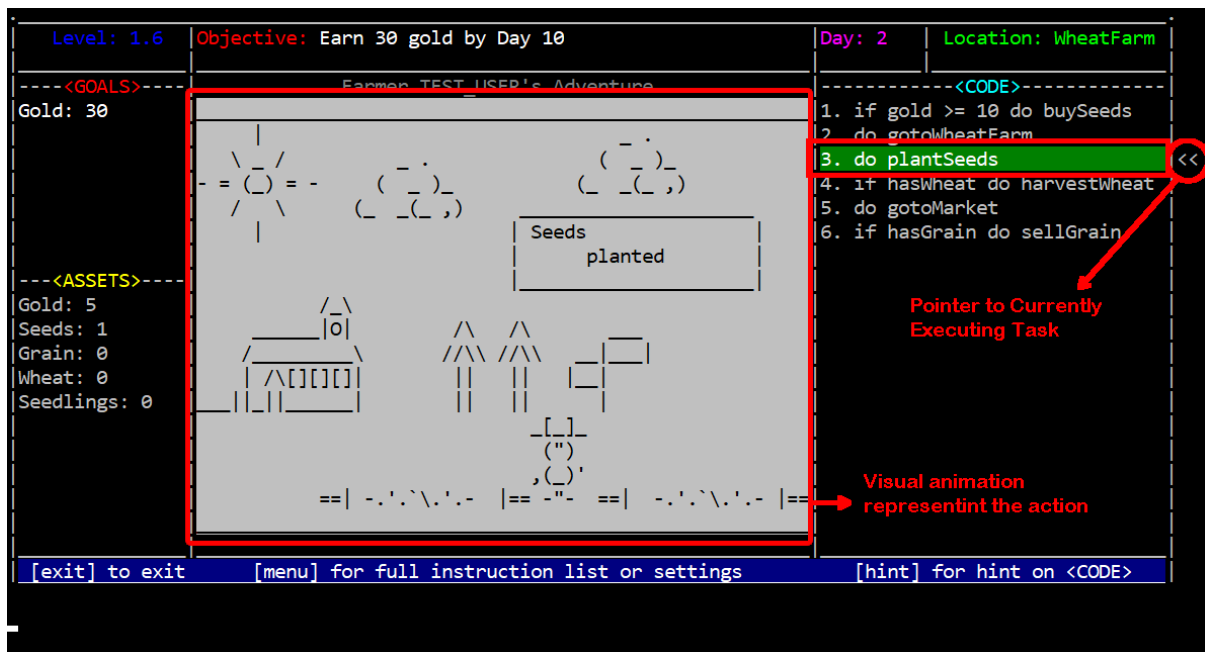 Level: 1.6
Objective: Earn 30 gold by Day 10
Day: 2
Location: WheatFarm
----<GOALS>----
Gold: 30
Farmer TEST_USER's Adventure
------------<CODE>-------------
1. if gold >= 10 do buySeeds
2. do gotoWheatFarm
3. do plantSeeds
<<
4. if hasWheat do harvestWheat
5. do gotoMarket
6. if hasGrain do sellGrain
Seeds
planted
---<ASSETS>----
Gold: 5
Seeds: 1
Grain: 0
Wheat: 0
Seedlings: 0
Pointer to Currently
Executing Task
Visual animation
representint the action
[exit] to exit
[menu] for full instruction list or settings
[hint] for hint on <CODE>